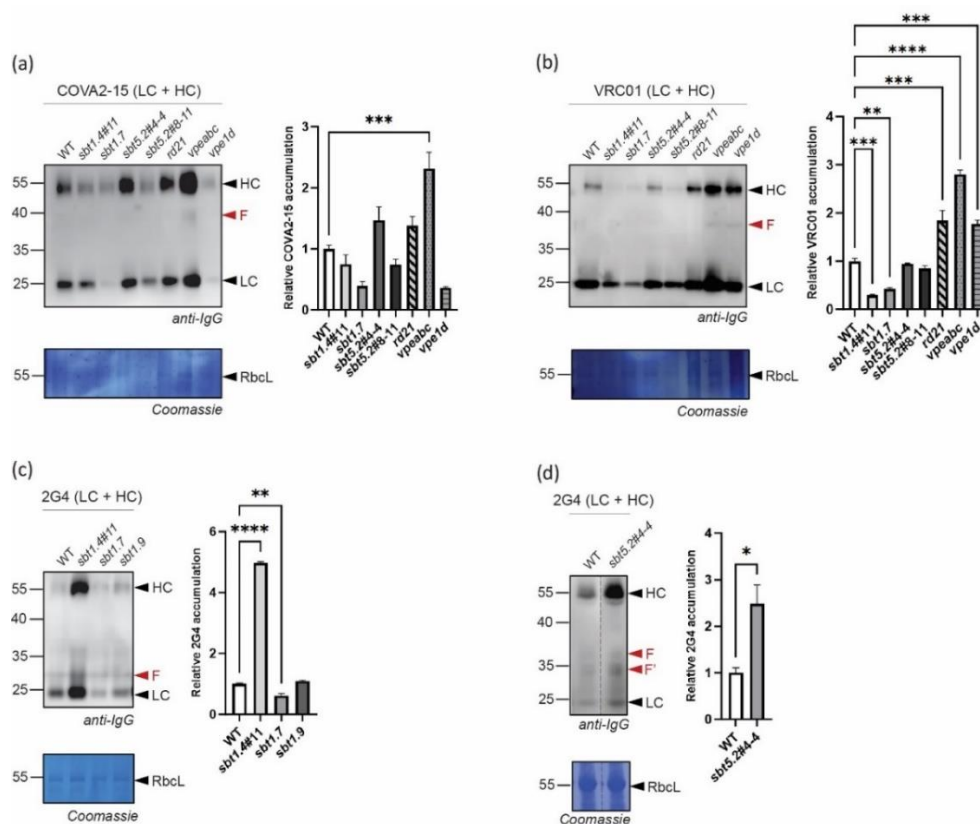 (a)
COVA2-15 (LC + HC)
WT sbt1.4#11 sbt1.7 sbt5.2#4-4 sbt5.2#8-11 rd21 vpeabc vpe1d
55 HC
40 F
35
25 LC
anti-IgG
55 RbcL
Coomassie
Relative COVA2-15 accumulation
***
3
2
1
0
WT sbt1.4#11 sbt1.7 sbt5.2#4-4 sbt5.2#8-11 rd21 vpeabc vpe1d
(b)
VRC01 (LC + HC)
WT sbt1.4#11 sbt1.7 sbt5.2#4-4 sbt5.2#8-11 rd21 vpeabc vpe1d
55 HC
40 F
35
25 LC
anti-IgG
55 RbcL
Coomassie
Relative VRC01 accumulation
***
****
***
**
***
4
3
2
1
0
WT sbt1.4#11 sbt1.7 sbt5.2#4-4 sbt5.2#8-11 rd21 vpeabc vpe1d
(c)
2G4 (LC + HC)
WT sbt1.4#11 sbt1.7 sbt1.9
55 HC
40
35
F
25 LC
anti-IgG
55 RbcL
Coomassie
Relative 2G4 accumulation
**
****
6
4
2
0
WT sbt1.4#11 sbt1.7 sbt1.9
(d)
2G4 (LC + HC)
WT sbt5.2#4-4
55 HC
40
F
35 F'
25 LC
anti-IgG
55 RbcL
Coomassie
Relative 2G4 accumulation
*
4
3
2
1
0
WT sbt5.2#4-4